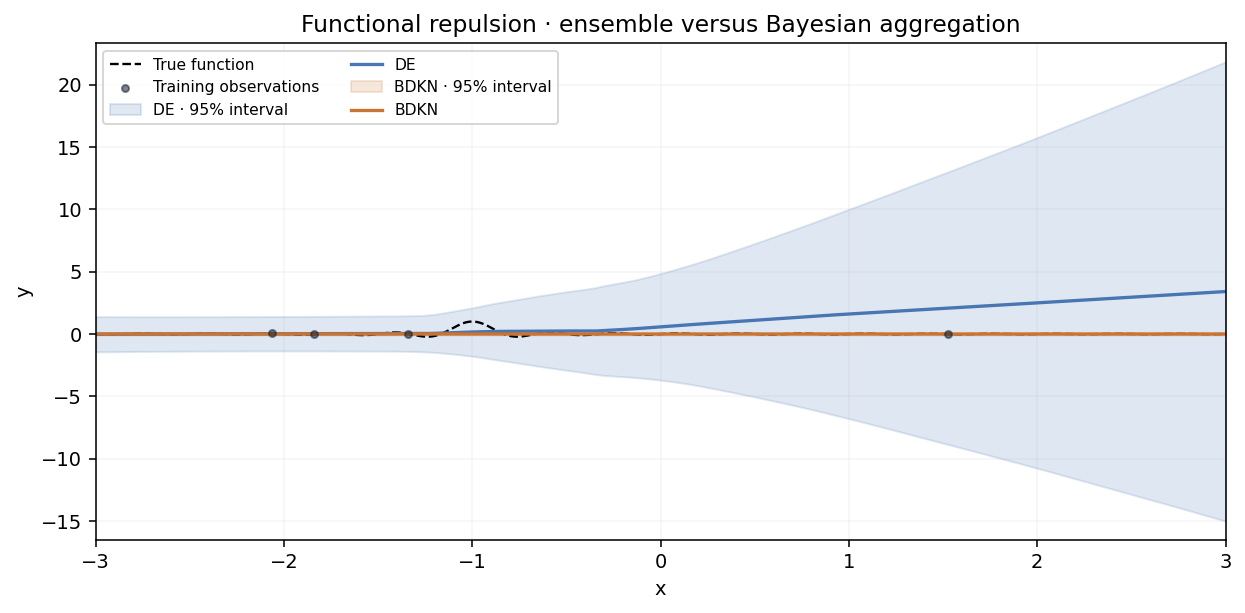 Functional repulsion · ensemble versus Bayesian aggregation
True function
Training observations
DE · 95% interval
DE
BDKN · 95% interval
BDKN
20
15
10
5
0
−5
−10
−15
y
−3
−2
−1
0
1
2
3
x